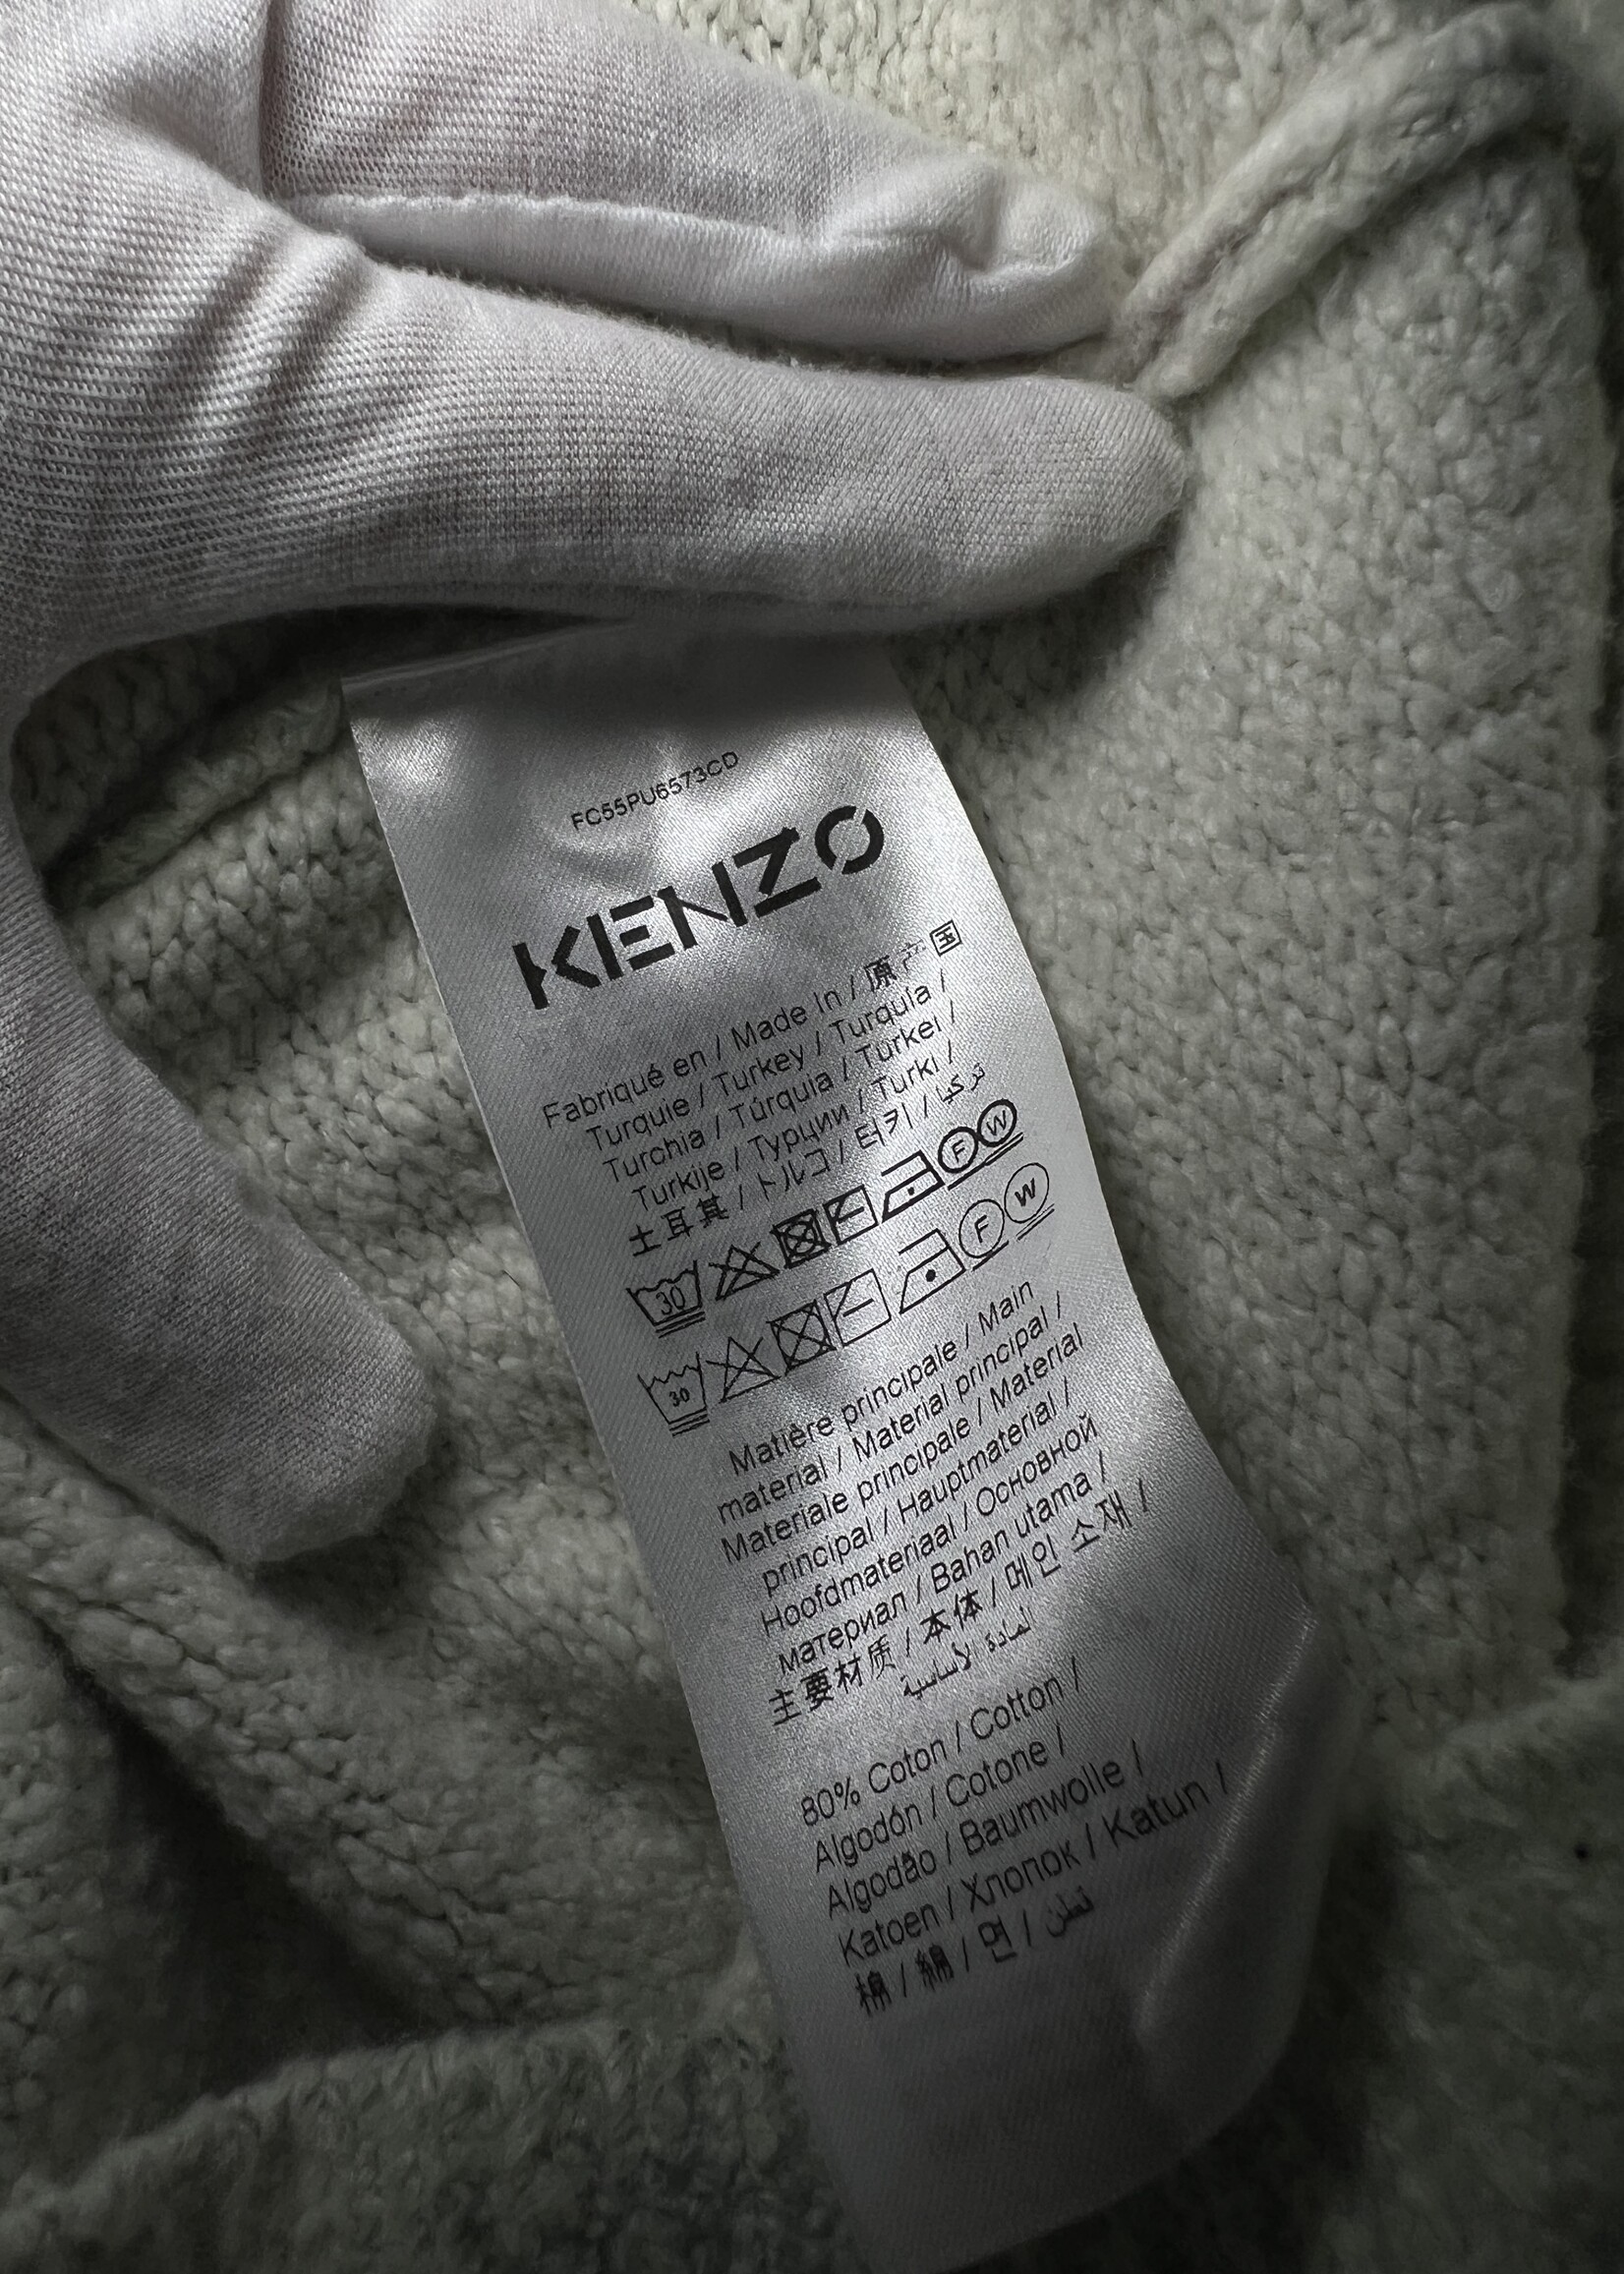 FC55PU6573CD
KENZO
Fabriqué en / Made In / 原产国
Turquie / Turkey / Turquía /
Turchia / Túrquia / Türkei /
Turkije / Турции / Turki /
土耳其 / トルコ / 터키 / تركيا
30 F W
30 F W
Matière principale / Main
material / Material principal /
Materiale principale / Material
principal / Hauptmaterial /
Hoofdmateriaal / Основной
материал / Bahan utama /
主要材质 / 本体 / 메인 소재 /
المادة الأساسية
80% Coton / Cotton /
Algodón / Cotone /
Algodão / Baumwolle /
Katoen / Хлопок / Katun /
棉 / 綿 / 면 / قطن